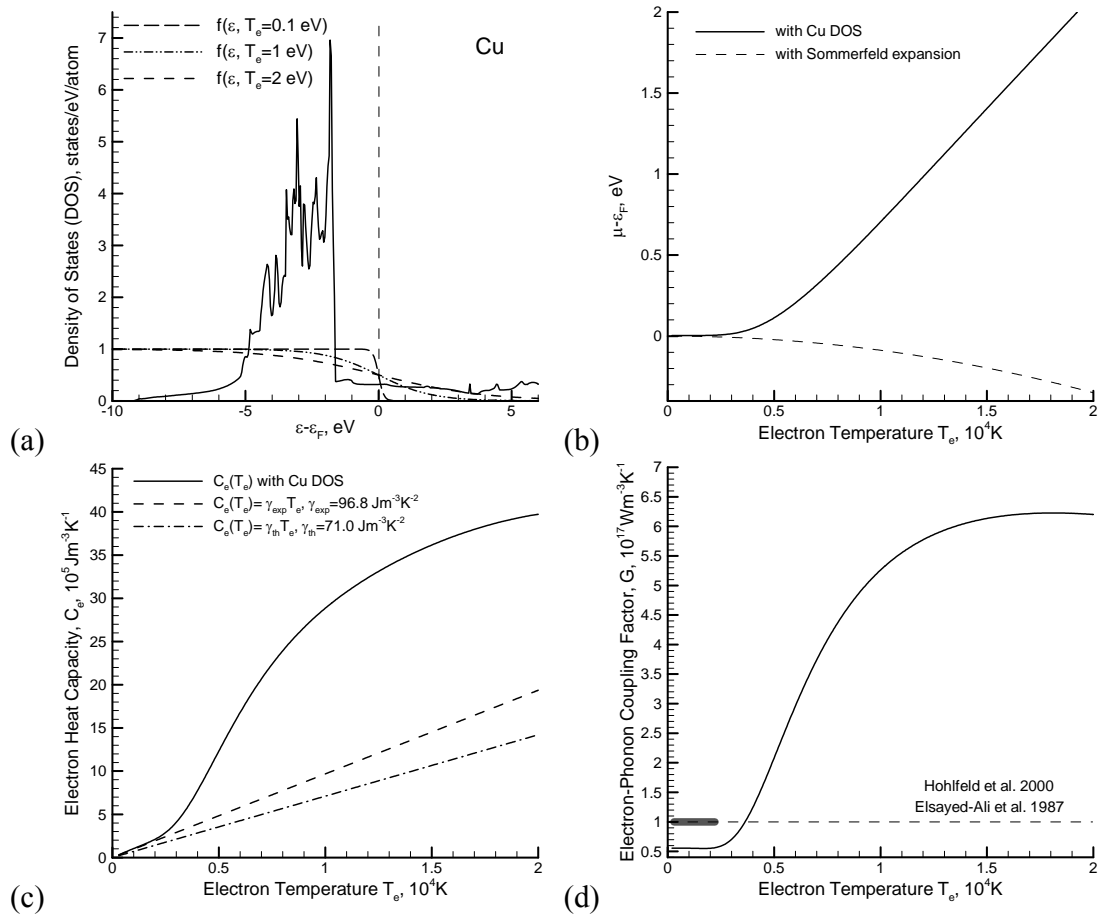 f(ε, Tₑ=0.1 eV)
f(ε, Tₑ=1 eV)
f(ε, Tₑ=2 eV)
Cu
Density of States (DOS), states/eV/atom
7
6
5
4
3
2
1
0
-10
-5
0
5
ε-ε_F, eV
(a)
with Cu DOS
with Sommerfeld expansion
μ-ε_F, eV
2
1.5
1
0.5
0
0
0.5
1
1.5
2
Electron Temperature Tₑ, 10⁴K
(b)
Cₑ(Tₑ) with Cu DOS
Cₑ(Tₑ)= γ_exp Tₑ, γ_exp=96.8 Jm⁻³K⁻²
Cₑ(Tₑ)= γ_th Tₑ, γ_th=71.0 Jm⁻³K⁻²
Electron Heat Capacity, Cₑ, 10⁵Jm⁻³K⁻¹
45
40
35
30
25
20
15
10
5
0
0
0.5
1
1.5
2
Electron Temperature Tₑ, 10⁴K
(c)
Electron-Phonon Coupling Factor, G, 10¹⁷Wm⁻³K⁻¹
7
6.5
6
5.5
5
4.5
4
3.5
3
2.5
2
1.5
1
0.5
Hohlfeld et al. 2000
Elsayed-Ali et al. 1987
0
0.5
1
1.5
2
Electron Temperature Tₑ, 10⁴K
(d)